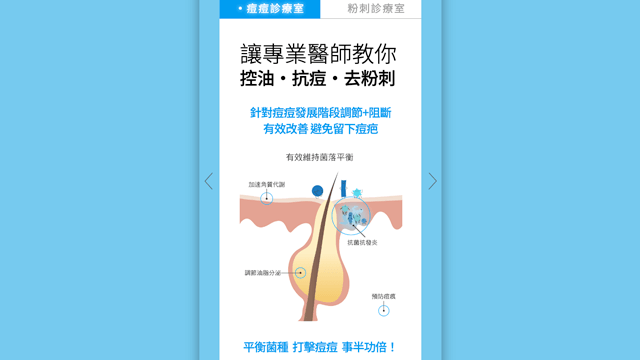 • 痘痘診療室
粉刺診療室
讓專業醫師教你
控油・抗痘・去粉刺
針對痘痘發展階段調節+阻斷
有效改善 避免留下痘疤
有效維持菌落平衡
加速角質代謝
抗菌抗發炎
調節油脂分泌
預防痘疤
平衡菌種 打擊痘痘 事半功倍！